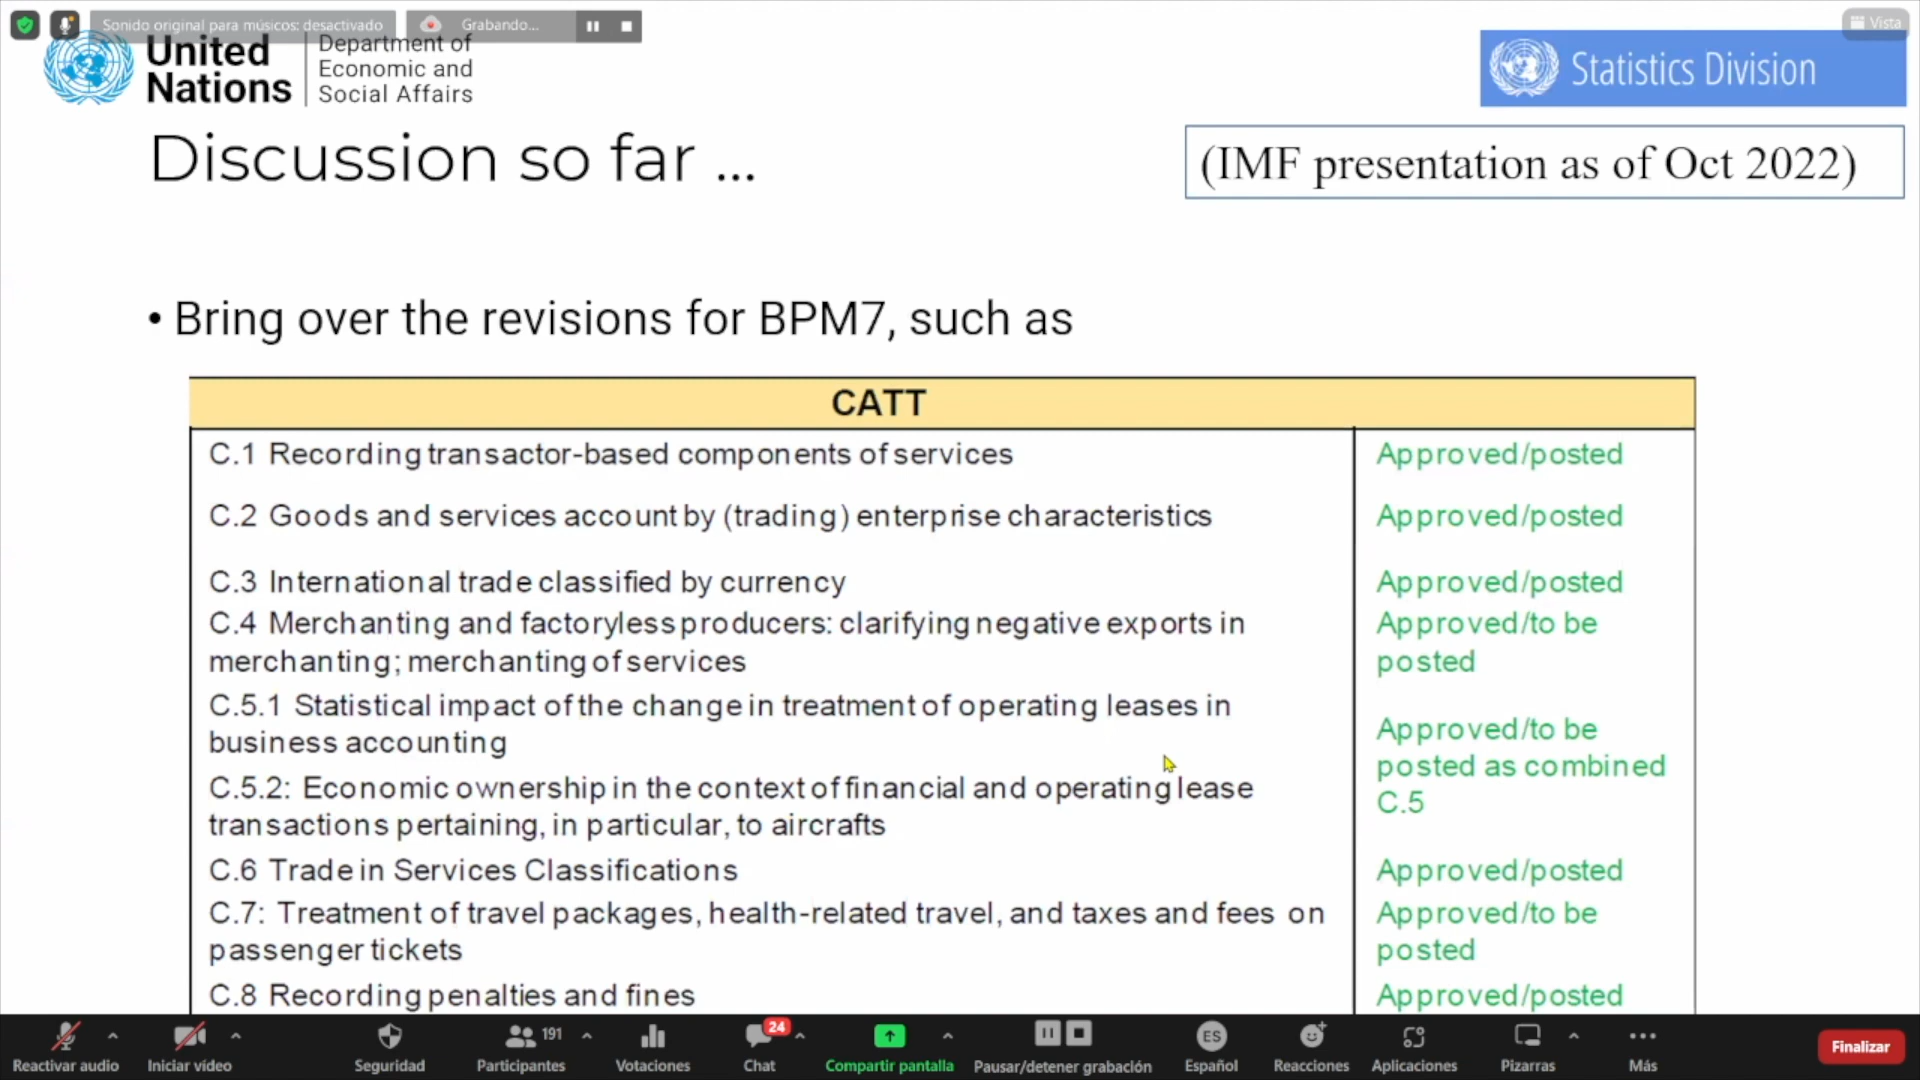 Sonido original para músicos: desactivado
Grabando...
Vista
United
Nations
Department of
Economic and
Social Affairs
Statistics Division
Discussion so far ...
(IMF presentation as of Oct 2022)
• Bring over the revisions for BPM7, such as
CATT
C.1 Recording transactor-based components of services
Approved/posted
C.2 Goods and services account by (trading) enterprise characteristics
Approved/posted
C.3 International trade classified by currency
Approved/posted
C.4 Merchanting and factoryless producers: clarifying negative exports in
merchanting; merchanting of services
Approved/to be
posted
C.5.1 Statistical impact of the change in treatment of operating leases in
business accounting
C.5.2: Economic ownership in the context of financial and operating lease
transactions pertaining, in particular, to aircrafts
Approved/to be
posted as combined
C.5
C.6 Trade in Services Classifications
Approved/posted
C.7: Treatment of travel packages, health-related travel, and taxes and fees on
passenger tickets
Approved/to be
posted
C.8 Recording penalties and fines
Approved/posted
191
24
ES
Reactivar audio
Iniciar vídeo
Seguridad
Participantes
Votaciones
Chat
Compartir pantalla
Pausar/detener grabación
Español
Reacciones
Aplicaciones
Pizarras
Más
Finalizar